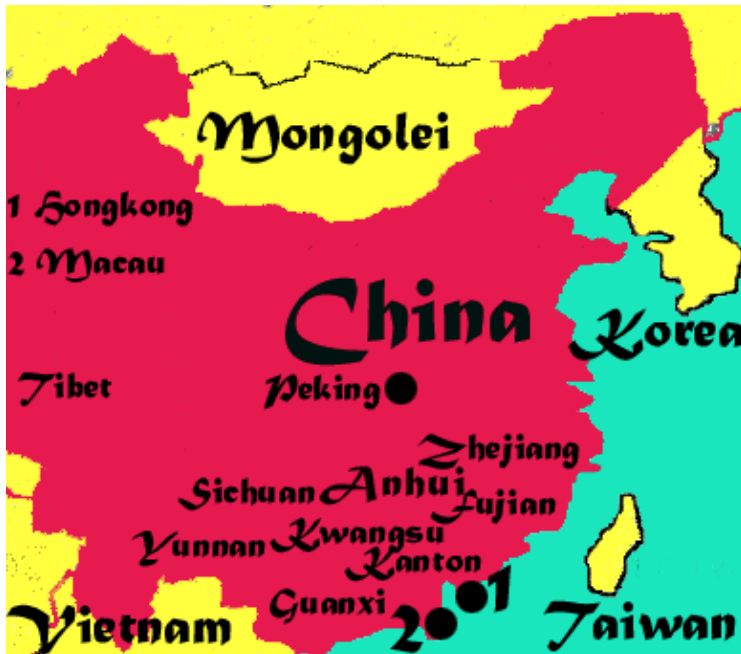 Mongolei
1 Hongkong
2 Macau
China
Korea
Tibet
Peking
Zhejiang
Sichuan
Anhui
Fujian
Yunnan
Kwangsu
Kanton
Guanxi
1
2
Vietnam
Taiwan